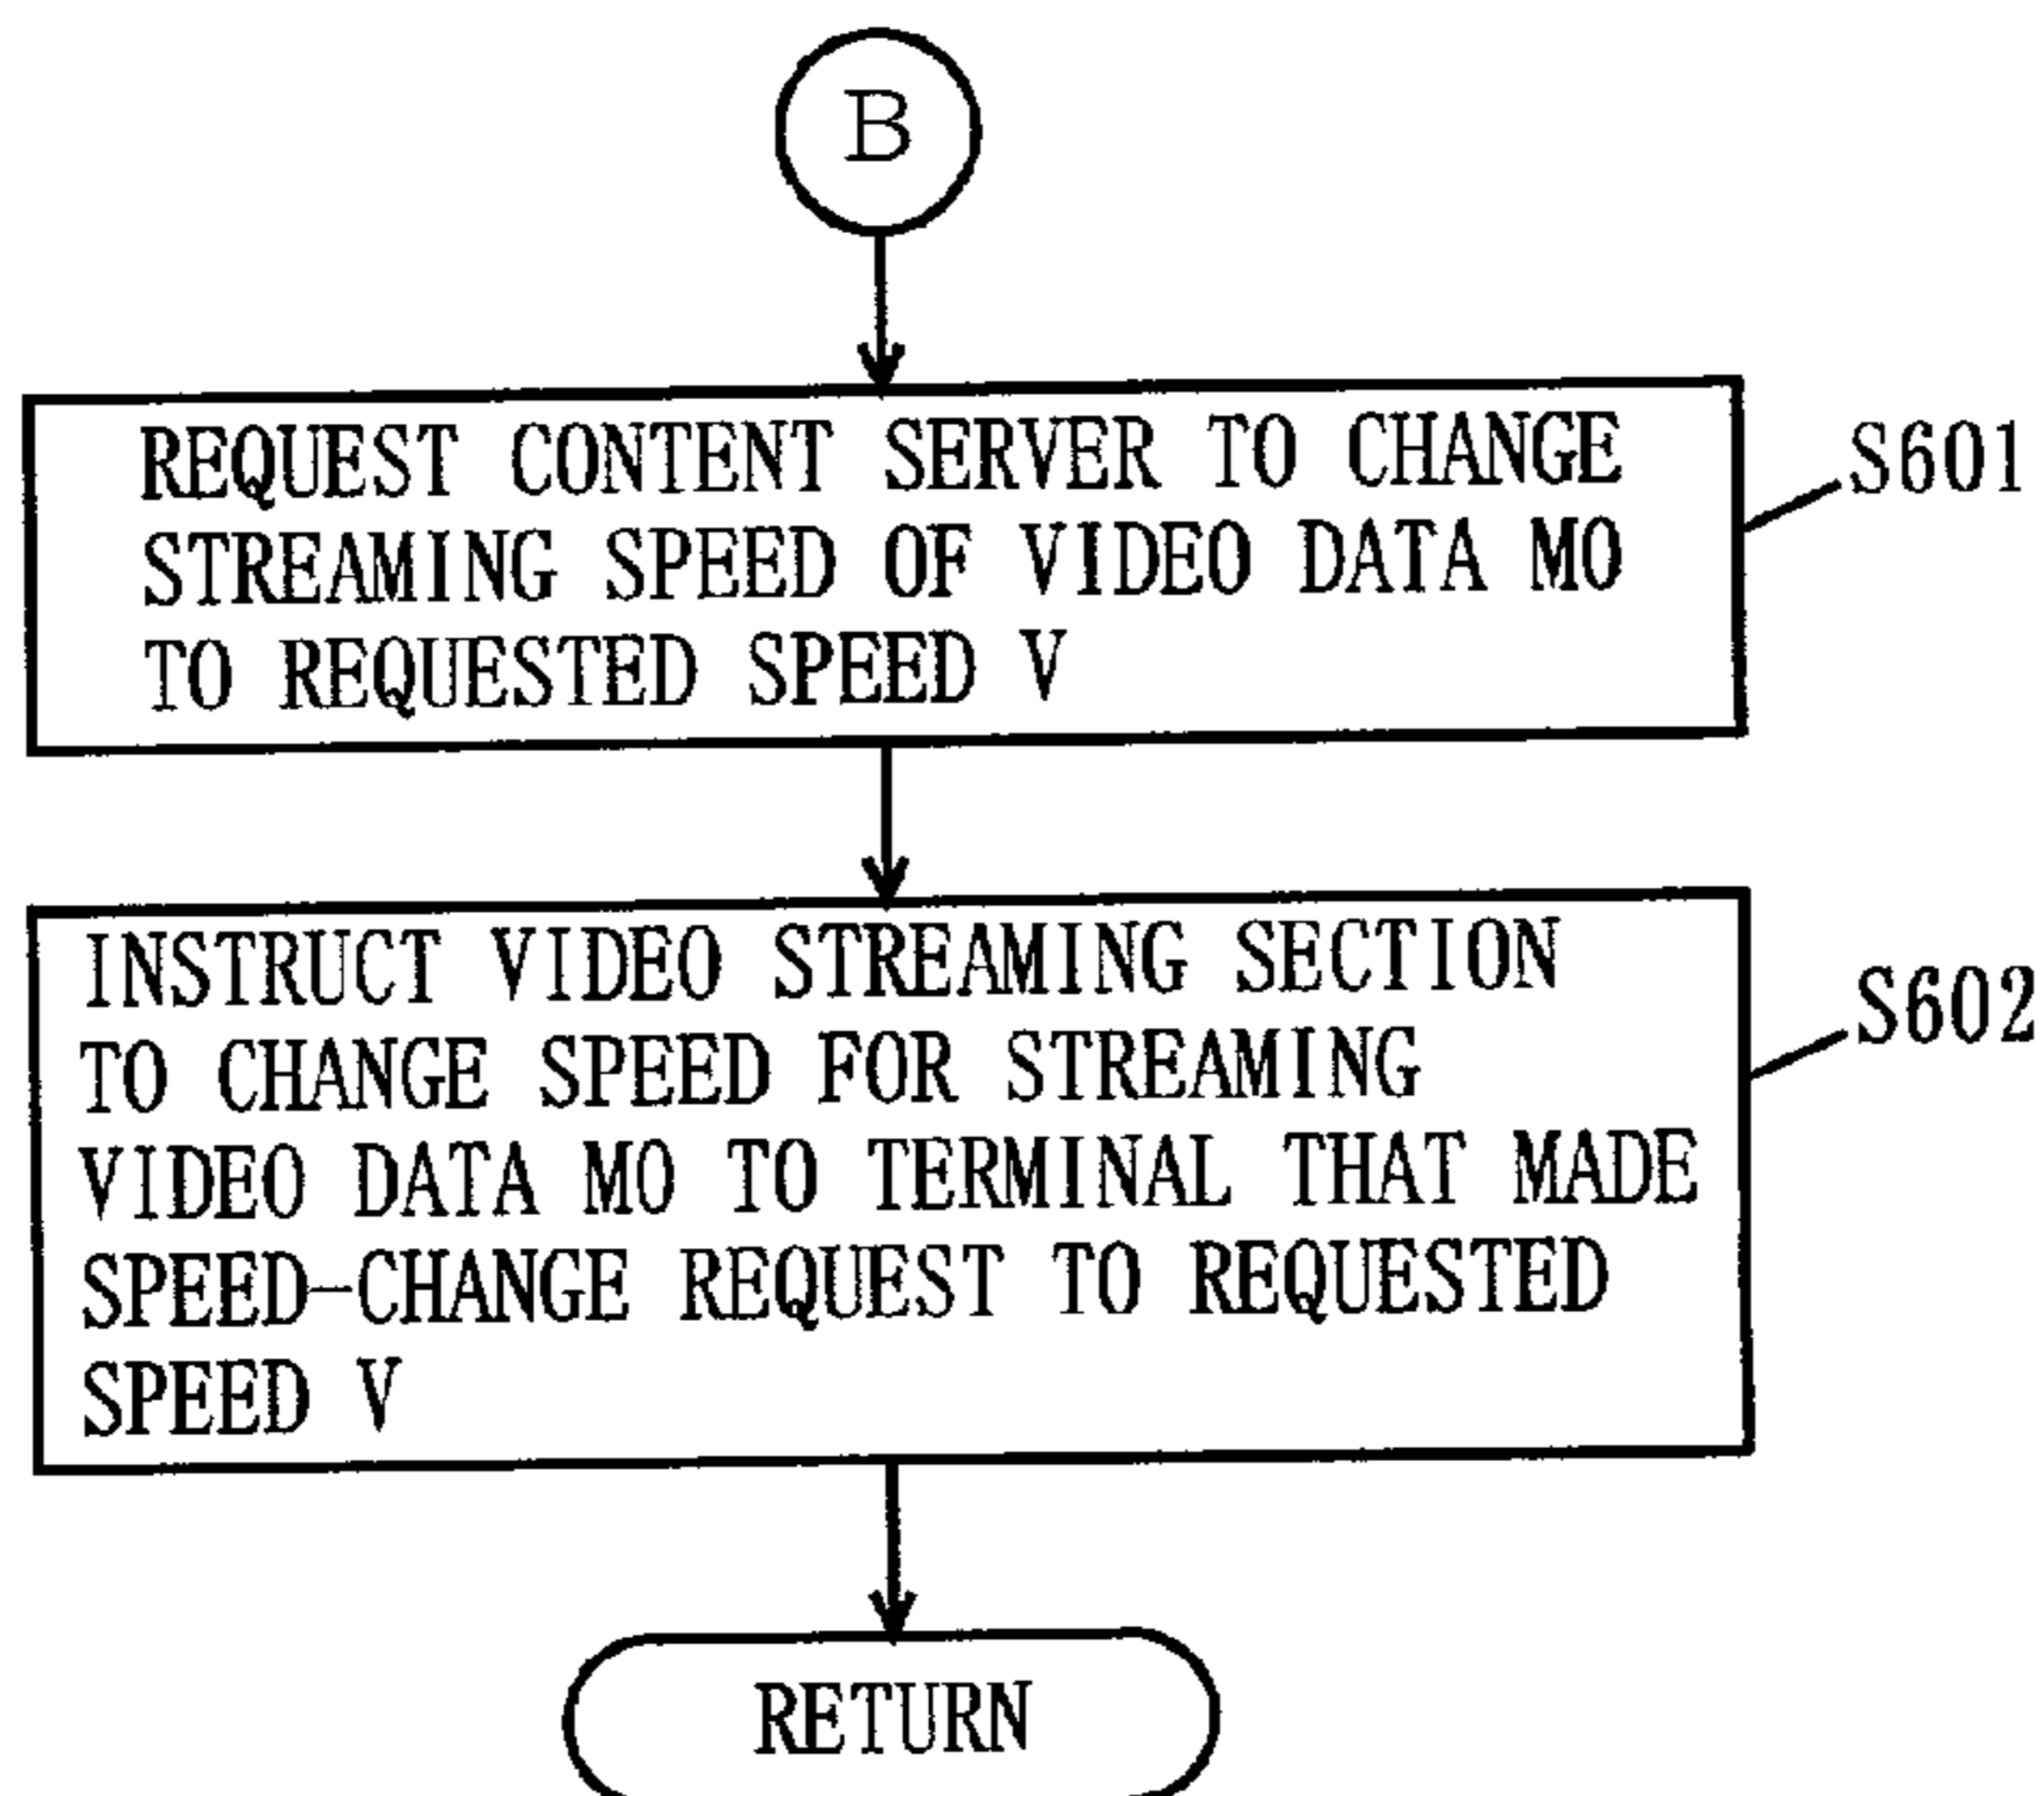 B
REQUEST CONTENT SERVER TO CHANGE
S601
STREAMING SPEED OF VIDEO DATA MO
TO REQUESTED SPEED V
INSTRUCT VIDEO STREAMING SECTION
S602
TO CHANGE SPEED FOR STREAMING
VIDEO DATA MO TO TERMINAL THAT MADE
SPEED-CHANGE REQUEST TO REQUESTED
SPEED V
RETURN